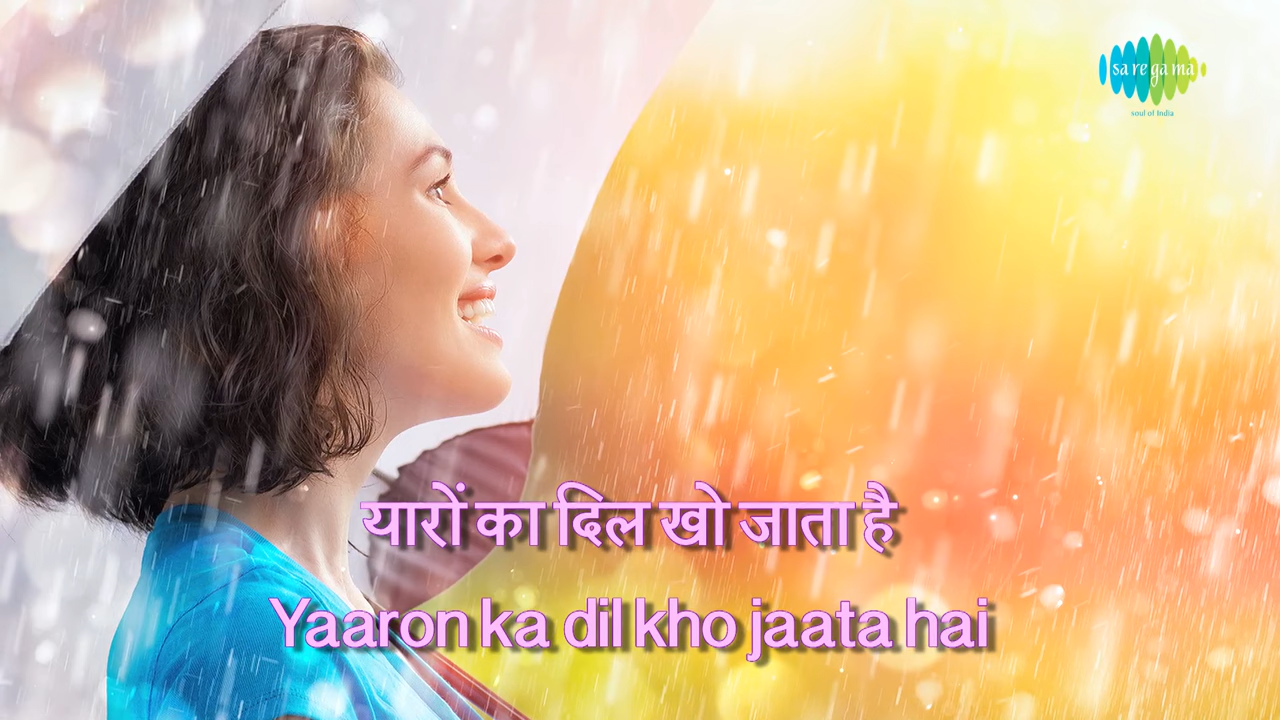 sa re ga ma
soul of India
यारों का दिल खो जाता है
Yaaron ka dil kho jaata hai